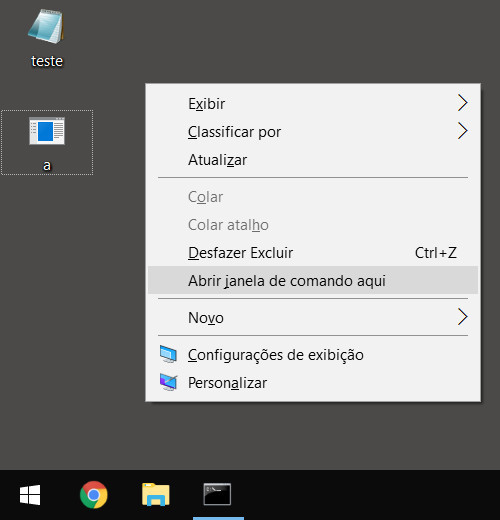 teste
a
Exibir
Classificar por
Atualizar
Colar
Colar atalho
Desfazer Excluir Ctrl+Z
Abrir janela de comando aqui
Novo
Configurações de exibição
Personalizar